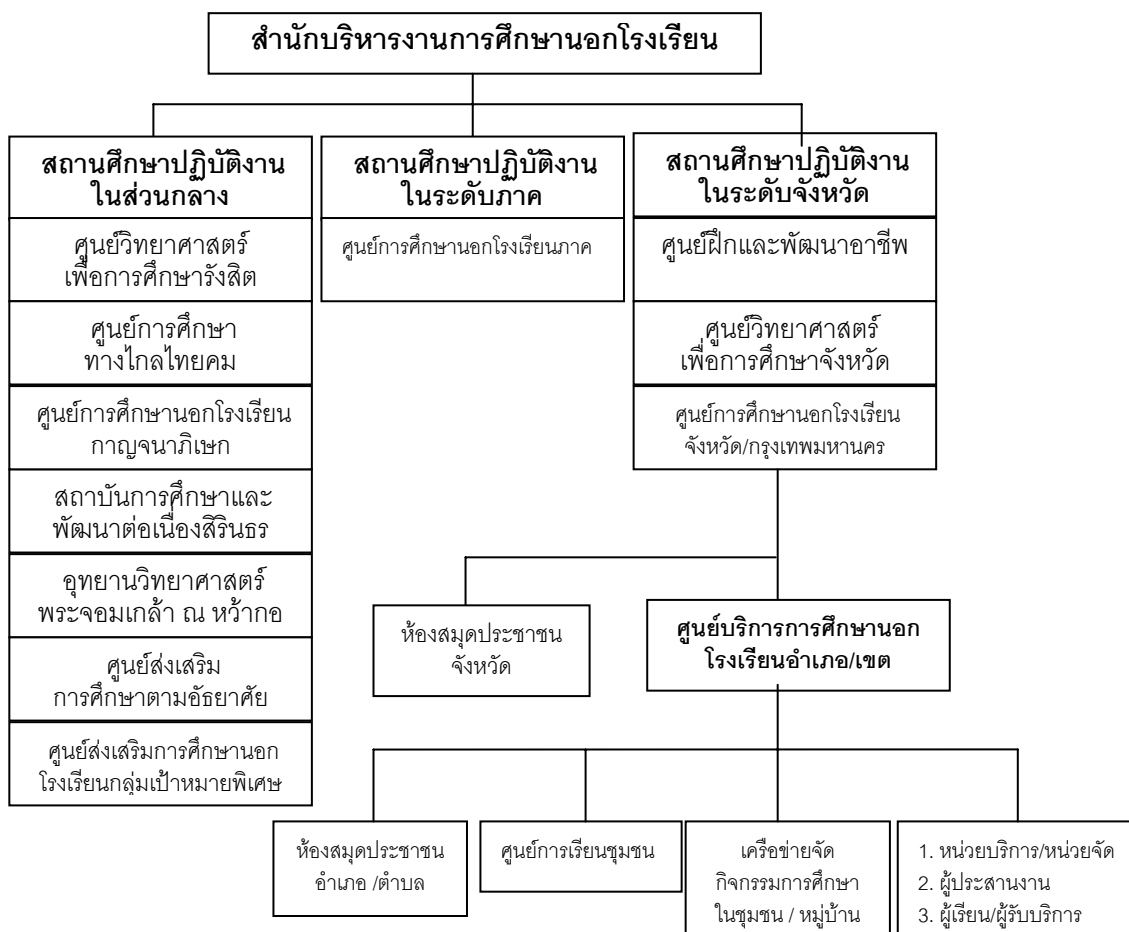 สำนักบริหารงานการศึกษานอกโรงเรียน
สถานศึกษาปฏิบัติงาน
ในส่วนกลาง
ศูนย์วิทยาศาสตร์
เพื่อการศึกษารังสิต
ศูนย์การศึกษา
ทางไกลไทยคม
ศูนย์การศึกษานอกโรงเรียน
กาญจนาภิเษก
สถาบันการศึกษาและ
พัฒนาต่อเนื่องสิรินธร
อุทยานวิทยาศาสตร์
พระจอมเกล้า ณ หว้ากอ
ศูนย์ส่งเสริม
การศึกษาตามอัธยาศัย
ศูนย์ส่งเสริมการศึกษานอก
โรงเรียนกลุ่มเป้าหมายพิเศษ
สถานศึกษาปฏิบัติงาน
ในระดับภาค
ศูนย์การศึกษานอกโรงเรียนภาค
สถานศึกษาปฏิบัติงาน
ในระดับจังหวัด
ศูนย์ฝึกและพัฒนาอาชีพ
ศูนย์วิทยาศาสตร์
เพื่อการศึกษาจังหวัด
ศูนย์การศึกษานอกโรงเรียน
จังหวัด/กรุงเทพมหานคร
ห้องสมุดประชาชน
จังหวัด
ศูนย์บริการการศึกษานอก
โรงเรียนอำเภอ/เขต
ห้องสมุดประชาชน
อำเภอ /ตำบล
ศูนย์การเรียนชุมชน
เครือข่ายจัด
กิจกรรมการศึกษา
ในชุมชน / หมู่บ้าน
1. หน่วยบริการ/หน่วยจัด
2. ผู้ประสานงาน
3. ผู้เรียน/ผู้รับบริการ